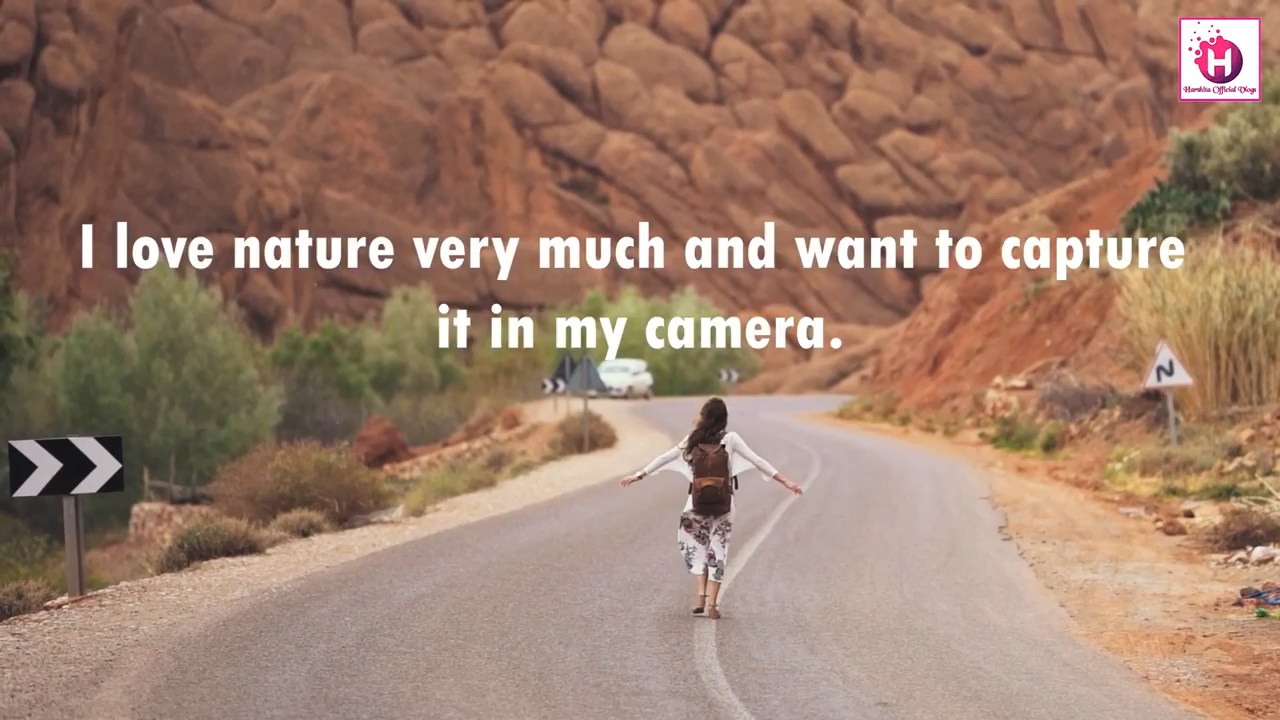 H
Harshita Official Vlogs
I love nature very much and want to capture
it in my camera.